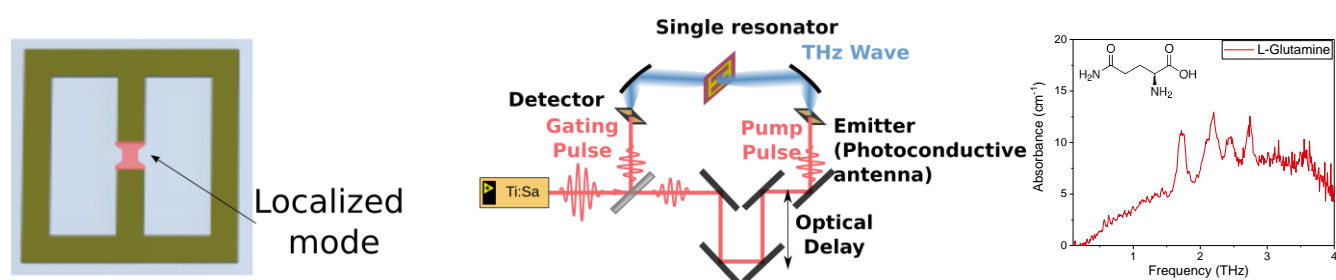 Localized
mode
Single resonator
THz Wave
Detector
Gating
Pulse
Pump
Pulse
Emitter
(Photoconductive
antenna)
Ti:Sa
Optical
Delay
20
15
10
5
0
Absorbance (cm⁻¹)
L-Glutamine
O
O
H₂N
OH
NH₂
1
2
3
4
Frequency (THz)